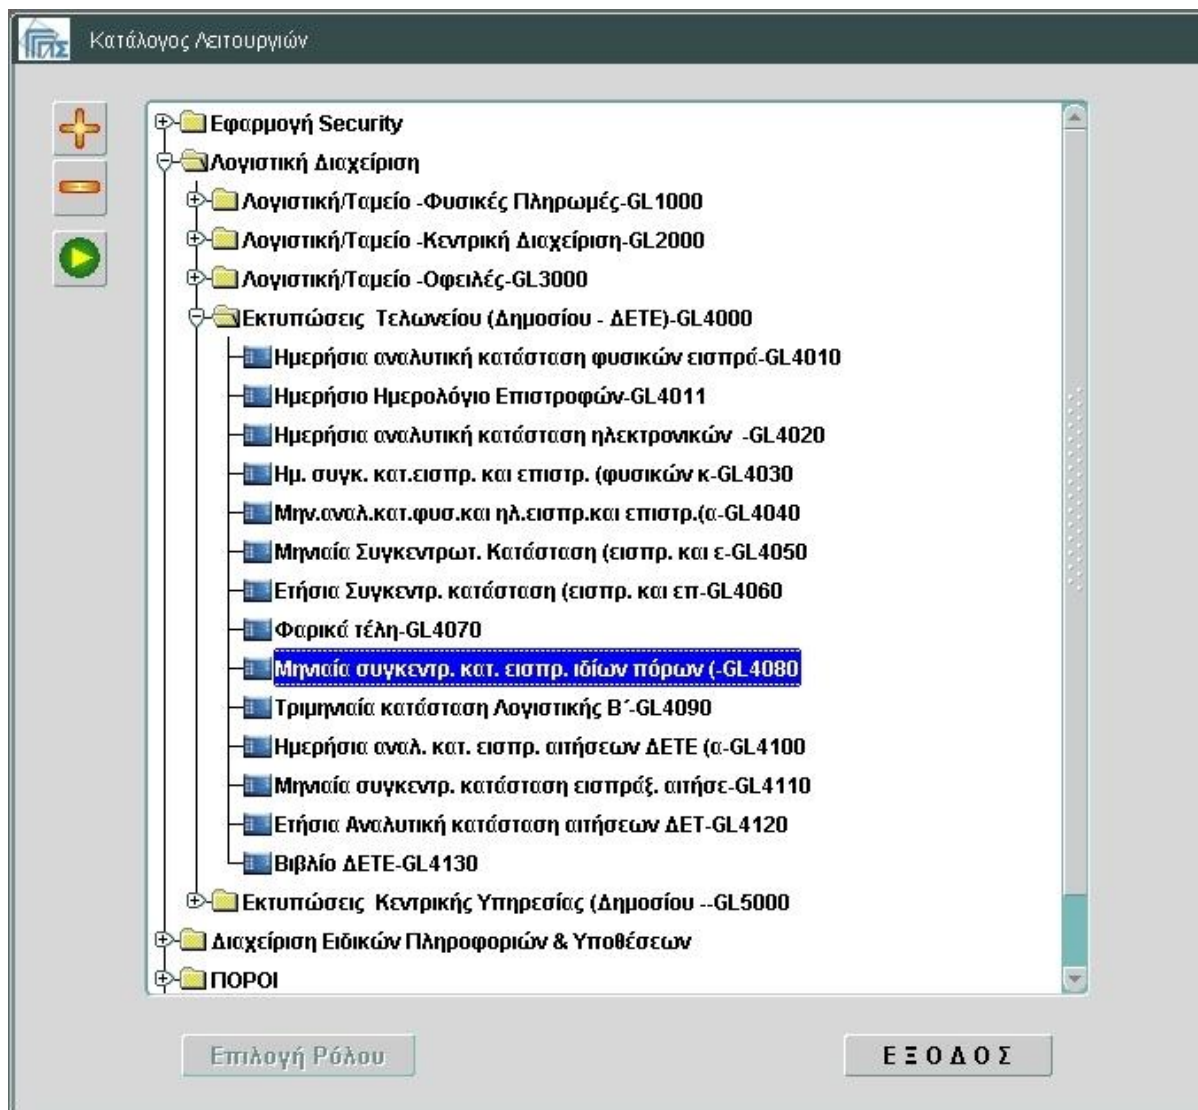 ΓΓΠΣ
Κατάλογος Λειτουργιών
Εφαρμογή Security
Λογιστική Διαχείριση
Λογιστική/Ταμείο -Φυσικές Πληρωμές-GL1000
Λογιστική/Ταμείο -Κεντρική Διαχείριση-GL2000
Λογιστική/Ταμείο -Οφειλές-GL3000
Εκτυπώσεις Τελωνείου (Δημοσίου - ΔΕΤΕ)-GL4000
Ημερήσια αναλυτική κατάσταση φυσικών εισπρά-GL4010
Ημερήσιο Ημερολόγιο Επιστροφών-GL4011
Ημερήσια αναλυτική κατάσταση ηλεκτρονικών -GL4020
Ημ. συγκ. κατ.εισπρ. και επιστρ. (φυσικών κ-GL4030
Μην.αναλ.κατ.φυσ.και ηλ.εισπρ.και επιστρ.(α-GL4040
Μηνιαία Συγκεντρωτ. Κατάσταση (εισπρ. και ε-GL4050
Ετήσια Συγκεντρ. κατάσταση (εισπρ. και επ-GL4060
Φαρικά τέλη-GL4070
Μηνιαία συγκεντρ. κατ. εισπρ. ιδίων πόρων (-GL4080
Τριμηνιαία κατάσταση Λογιστικής Β΄-GL4090
Ημερήσια αναλ. κατ. εισπρ. αιτήσεων ΔΕΤΕ (α-GL4100
Μηνιαία συγκεντρ. κατάσταση εισπράξ. αιτήσε-GL4110
Ετήσια Αναλυτική κατάσταση αιτήσεων ΔΕΤ-GL4120
Βιβλίο ΔΕΤΕ-GL4130
Εκτυπώσεις Κεντρικής Υπηρεσίας (Δημοσίου --GL5000
Διαχείριση Ειδικών Πληροφοριών & Υποθέσεων
ΠΟΡΟΙ
Επιλογή Ρόλου
ΕΞΟΔΟΣ